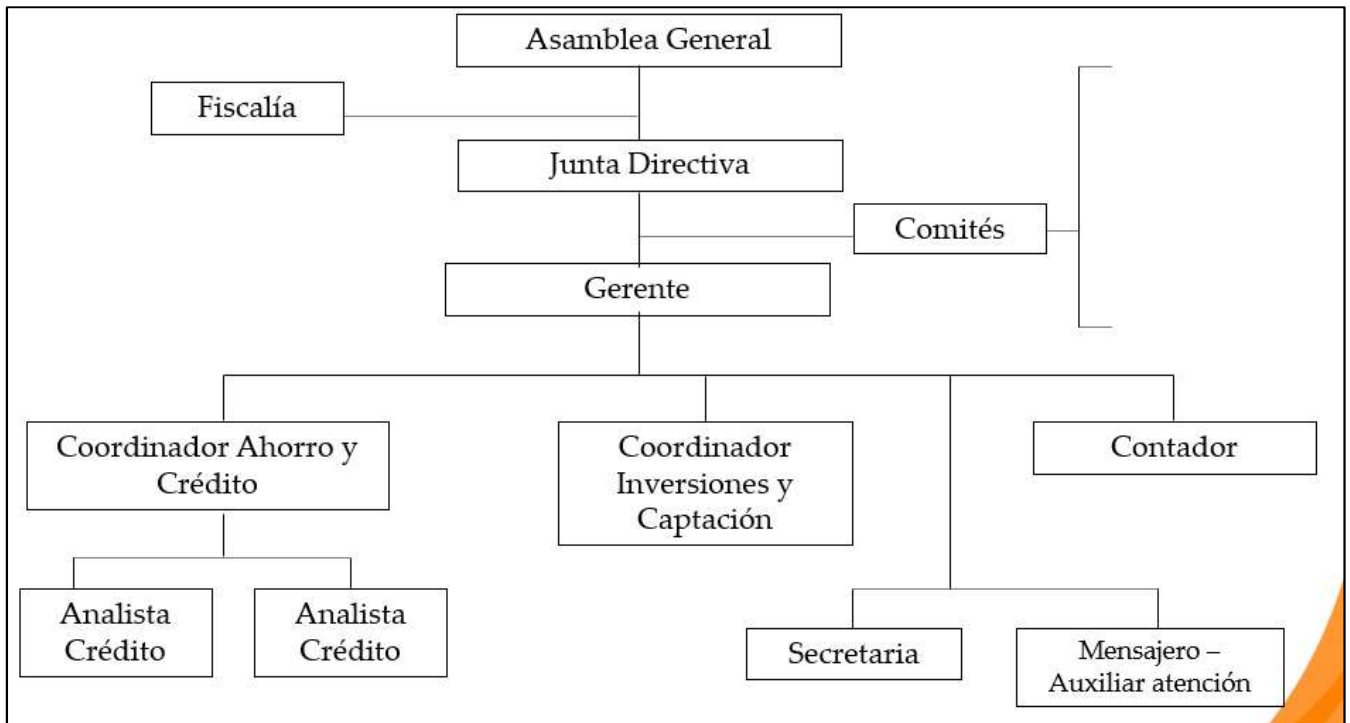 Asamblea General
Fiscalía
Junta Directiva
Comités
Gerente
Coordinador Ahorro y
Crédito
Coordinador
Inversiones y
Captación
Contador
Analista
Crédito
Analista
Crédito
Secretaria
Mensajero –
Auxiliar atención